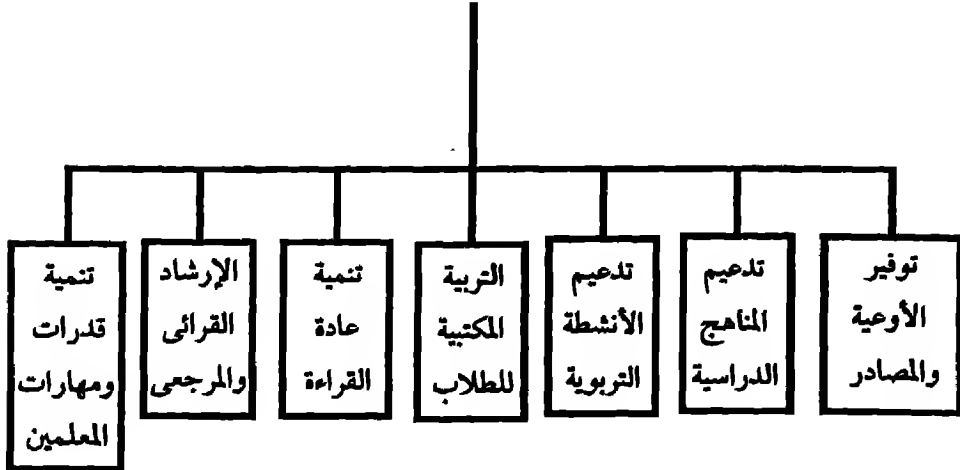 توفير
الأوعية
والمصادر
تدعيم
المناهج
الدراسية
تدعيم
الأنشطة
التربوية
التربية
المكتبية
للطلاب
تنمية
عادة
القراءة
الإرشاد
القرائى
والمرجعى
تنمية
قدرات
ومهارات
المعلمين